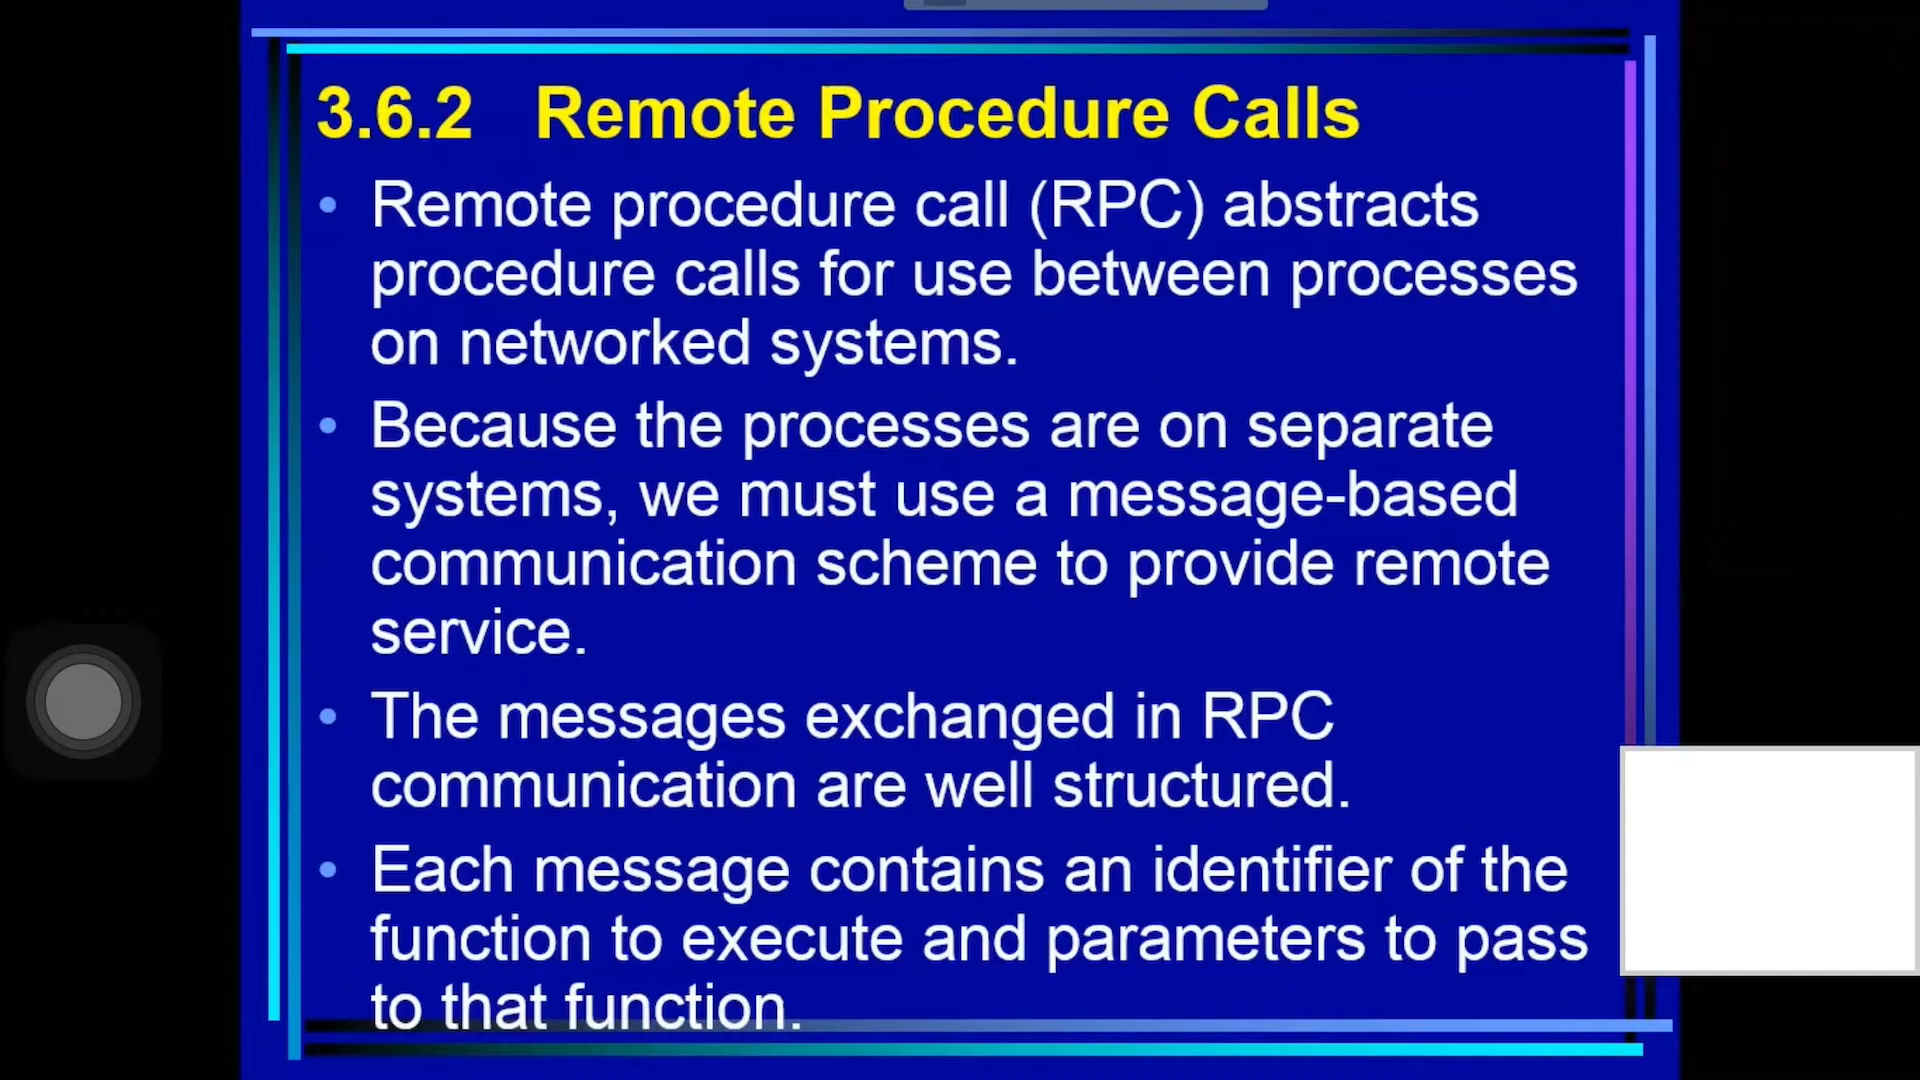 3.6.2 Remote Procedure Calls
• Remote procedure call (RPC) abstracts
procedure calls for use between processes
on networked systems.
• Because the processes are on separate
systems, we must use a message-based
communication scheme to provide remote
service.
• The messages exchanged in RPC
communication are well structured.
• Each message contains an identifier of the
function to execute and parameters to pass
to that function.